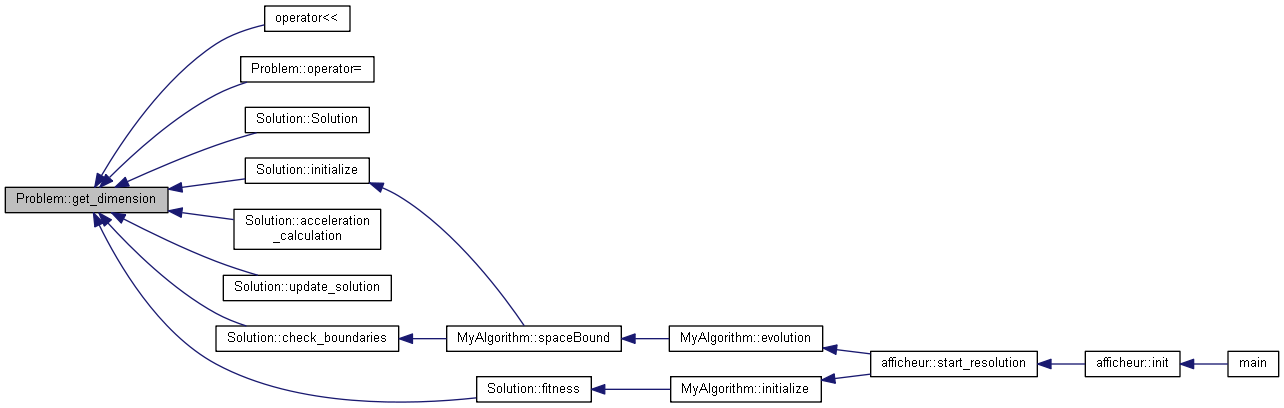 operator<<
Problem::operator=
Solution::Solution
Solution::initialize
Problem::get_dimension
Solution::acceleration
_calculation
Solution::update_solution
Solution::check_boundaries
MyAlgorithm::spaceBound
MyAlgorithm::evolution
afficheur::start_resolution
afficheur::init
main
Solution::fitness
MyAlgorithm::initialize